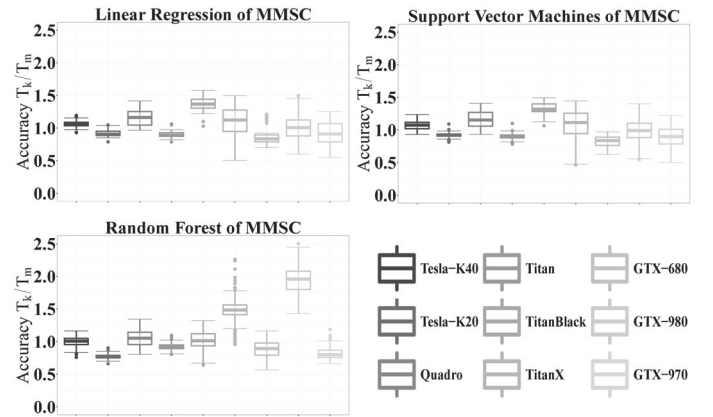 Linear Regression of MMSC
Accuracy Tk/Tm
2.5
2.0
1.5
1.0
0.5
0.0
Support Vector Machines of MMSC
Accuracy Tk/Tm
2.5
2.0
1.5
1.0
0.5
0.0
Random Forest of MMSC
Accuracy Tk/Tm
2.5
2.0
1.5
1.0
0.5
0.0
Tesla-K40
Titan
GTX-680
Tesla-K20
TitanBlack
GTX-980
Quadro
TitanX
GTX-970